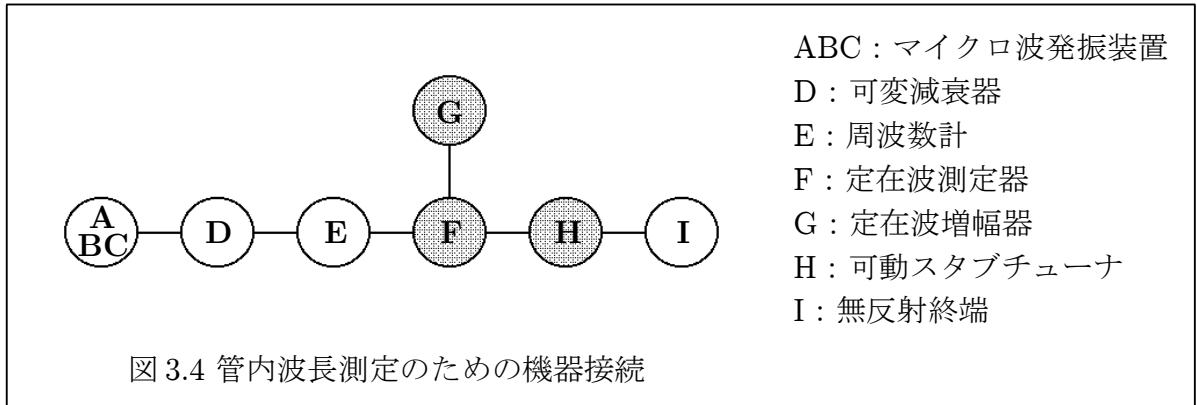 ABC:マイクロ波発振装置
D:可変減衰器
E:周波数計
F:定在波測定器
G:定在波増幅器
H:可動スタブチューナ
I:無反射終端
G
A
BC
D
E
F
H
I
図 3.4 管内波長測定のための機器接続